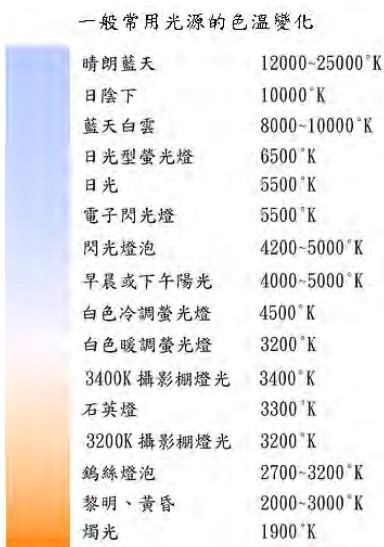 一般常用光源的色溫變化
晴朗藍天 12000~25000°K
日陰下 10000°K
藍天白雲 8000~10000°K
日光型螢光燈 6500°K
日光 5500°K
電子閃光燈 5500°K
閃光燈泡 4200~5000°K
早晨或下午陽光 4000~5000°K
白色冷調螢光燈 4500°K
白色暖調螢光燈 3200°K
3400K 攝影棚燈光 3400°K
石英燈 3300°K
3200K 攝影棚燈光 3200°K
鎢絲燈泡 2700~3200°K
黎明、黃昏 2000~3000°K
燭光 1900°K